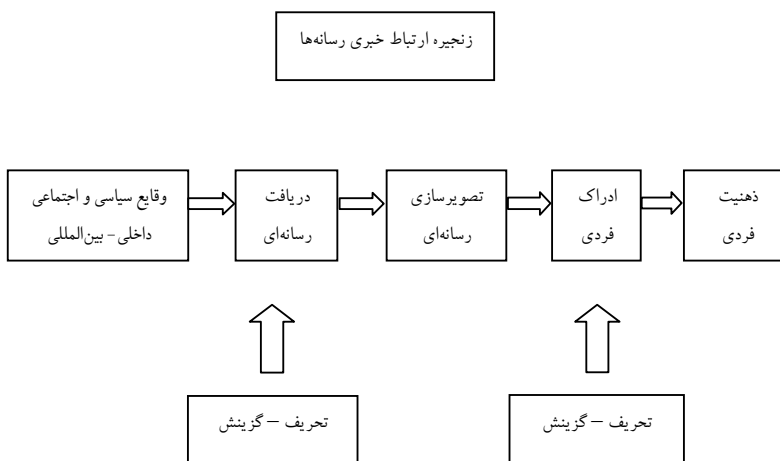 زنجیره ارتباط خبری رسانه‌ها
وقایع سیاسی و اجتماعی
داخلی- بین‌المللی
دریافت
رسانه‌ای
تصویرسازی
رسانه‌ای
ادراک
فردی
ذهنیت
فردی
تحریف – گزینش
تحریف – گزینش